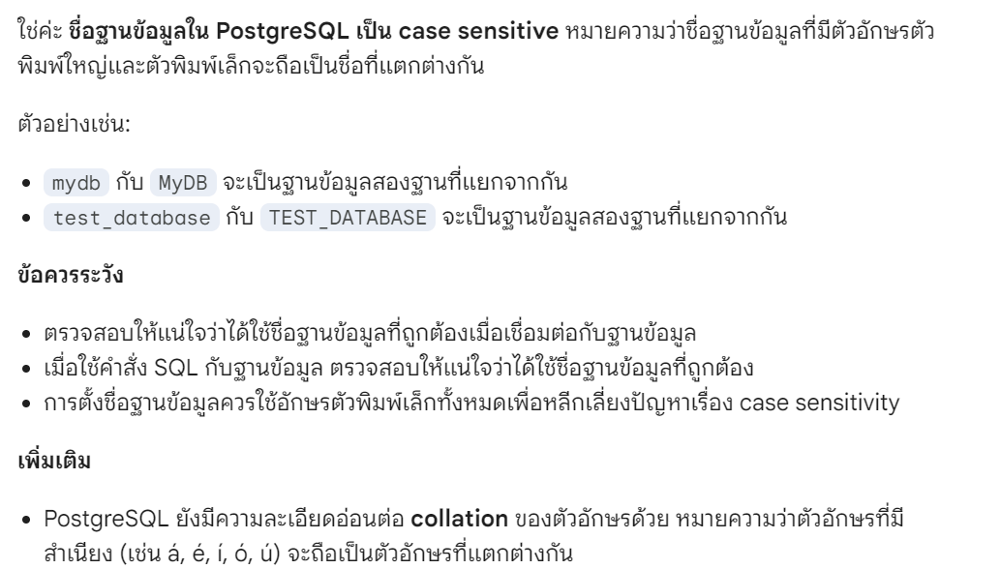 ใช่ค่ะ ชื่อฐานข้อมูลใน PostgreSQL เป็น case sensitive หมายความว่าชื่อฐานข้อมูลที่มีตัวอักษรตัว
พิมพ์ใหญ่และตัวพิมพ์เล็กจะถือเป็นชื่อที่แตกต่างกัน
ตัวอย่างเช่น:
• mydb กับ MyDB จะเป็นฐานข้อมูลสองฐานที่แยกจากกัน
• test_database กับ TEST_DATABASE จะเป็นฐานข้อมูลสองฐานที่แยกจากกัน
ข้อควรระวัง
• ตรวจสอบให้แน่ใจว่าได้ใช้ชื่อฐานข้อมูลที่ถูกต้องเมื่อเชื่อมต่อกับฐานข้อมูล
• เมื่อใช้คำสั่ง SQL กับฐานข้อมูล ตรวจสอบให้แน่ใจว่าได้ใช้ชื่อฐานข้อมูลที่ถูกต้อง
• การตั้งชื่อฐานข้อมูลควรใช้อักษรตัวพิมพ์เล็กทั้งหมดเพื่อหลีกเลี่ยงปัญหาเรื่อง case sensitivity
เพิ่มเติม
• PostgreSQL ยังมีความละเอียดอ่อนต่อ collation ของตัวอักษรด้วย หมายความว่าตัวอักษรที่มี
สำเนียง (เช่น á, é, í, ó, ú) จะถือเป็นตัวอักษรที่แตกต่างกัน